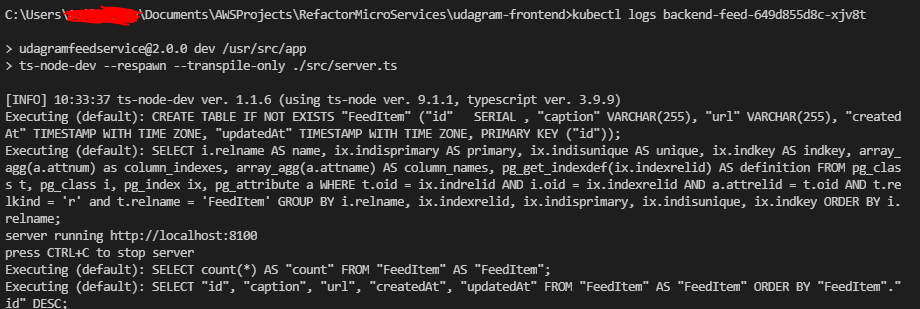 C:\Users\ \Documents\AWSProjects\RefactorMicroServices\udagram-frontend>kubectl logs backend-feed-649d855d8c-xjv8t
> udagramfeedservice@2.0.0 dev /usr/src/app
> ts-node-dev --respawn --transpile-only ./src/server.ts
[INFO] 10:33:37 ts-node-dev ver. 1.1.6 (using ts-node ver. 9.1.1, typescript ver. 3.9.9)
Executing (default): CREATE TABLE IF NOT EXISTS "FeedItem" ("id"   SERIAL , "caption" VARCHAR(255), "url" VARCHAR(255), "created
At" TIMESTAMP WITH TIME ZONE, "updatedAt" TIMESTAMP WITH TIME ZONE, PRIMARY KEY ("id"));
Executing (default): SELECT i.relname AS name, ix.indisprimary AS primary, ix.indisunique AS unique, ix.indkey AS indkey, array_
agg(a.attnum) as column_indexes, array_agg(a.attname) AS column_names, pg_get_indexdef(ix.indexrelid) AS definition FROM pg_clas
s t, pg_class i, pg_index ix, pg_attribute a WHERE t.oid = ix.indrelid AND i.oid = ix.indexrelid AND a.attrelid = t.oid AND t.re
lkind = 'r' and t.relname = 'FeedItem' GROUP BY i.relname, ix.indexrelid, ix.indisprimary, ix.indisunique, ix.indkey ORDER BY i.
relname;
server running http://localhost:8100
press CTRL+C to stop server
Executing (default): SELECT count(*) AS "count" FROM "FeedItem" AS "FeedItem";
Executing (default): SELECT "id", "caption", "url", "createdAt", "updatedAt" FROM "FeedItem" AS "FeedItem" ORDER BY "FeedItem"."
id" DESC;